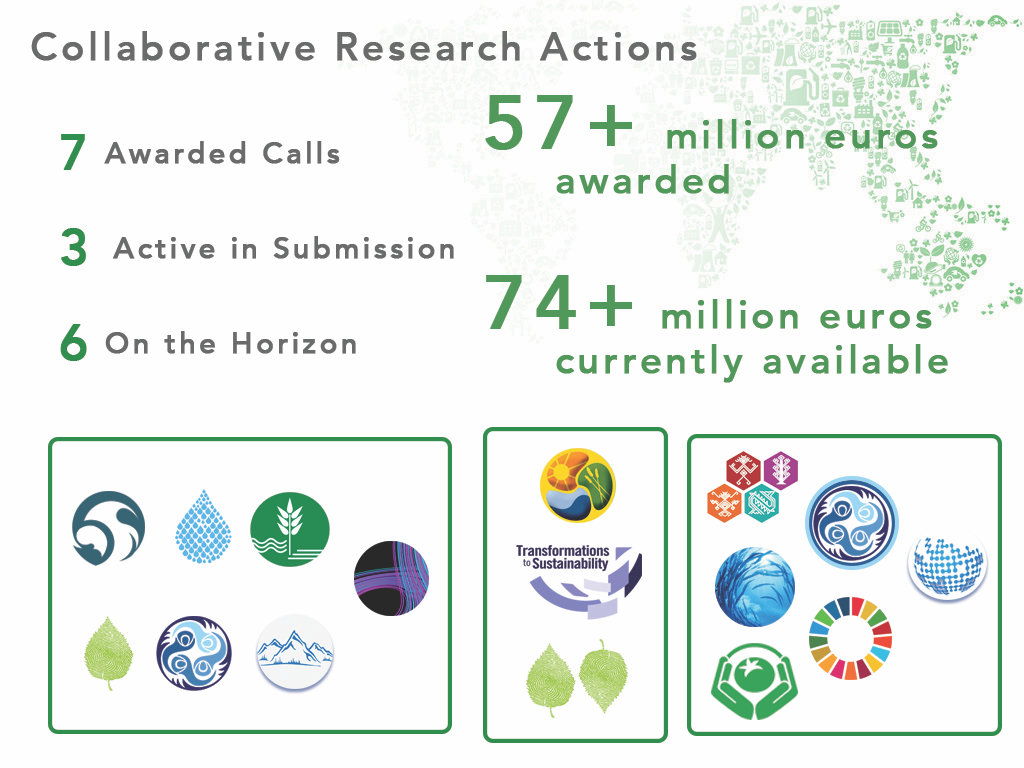 Collaborative Research Actions
7 Awarded Calls
3 Active in Submission
6 On the Horizon
57+ million euros
awarded
74+ million euros
currently available
Transformations
to Sustainability